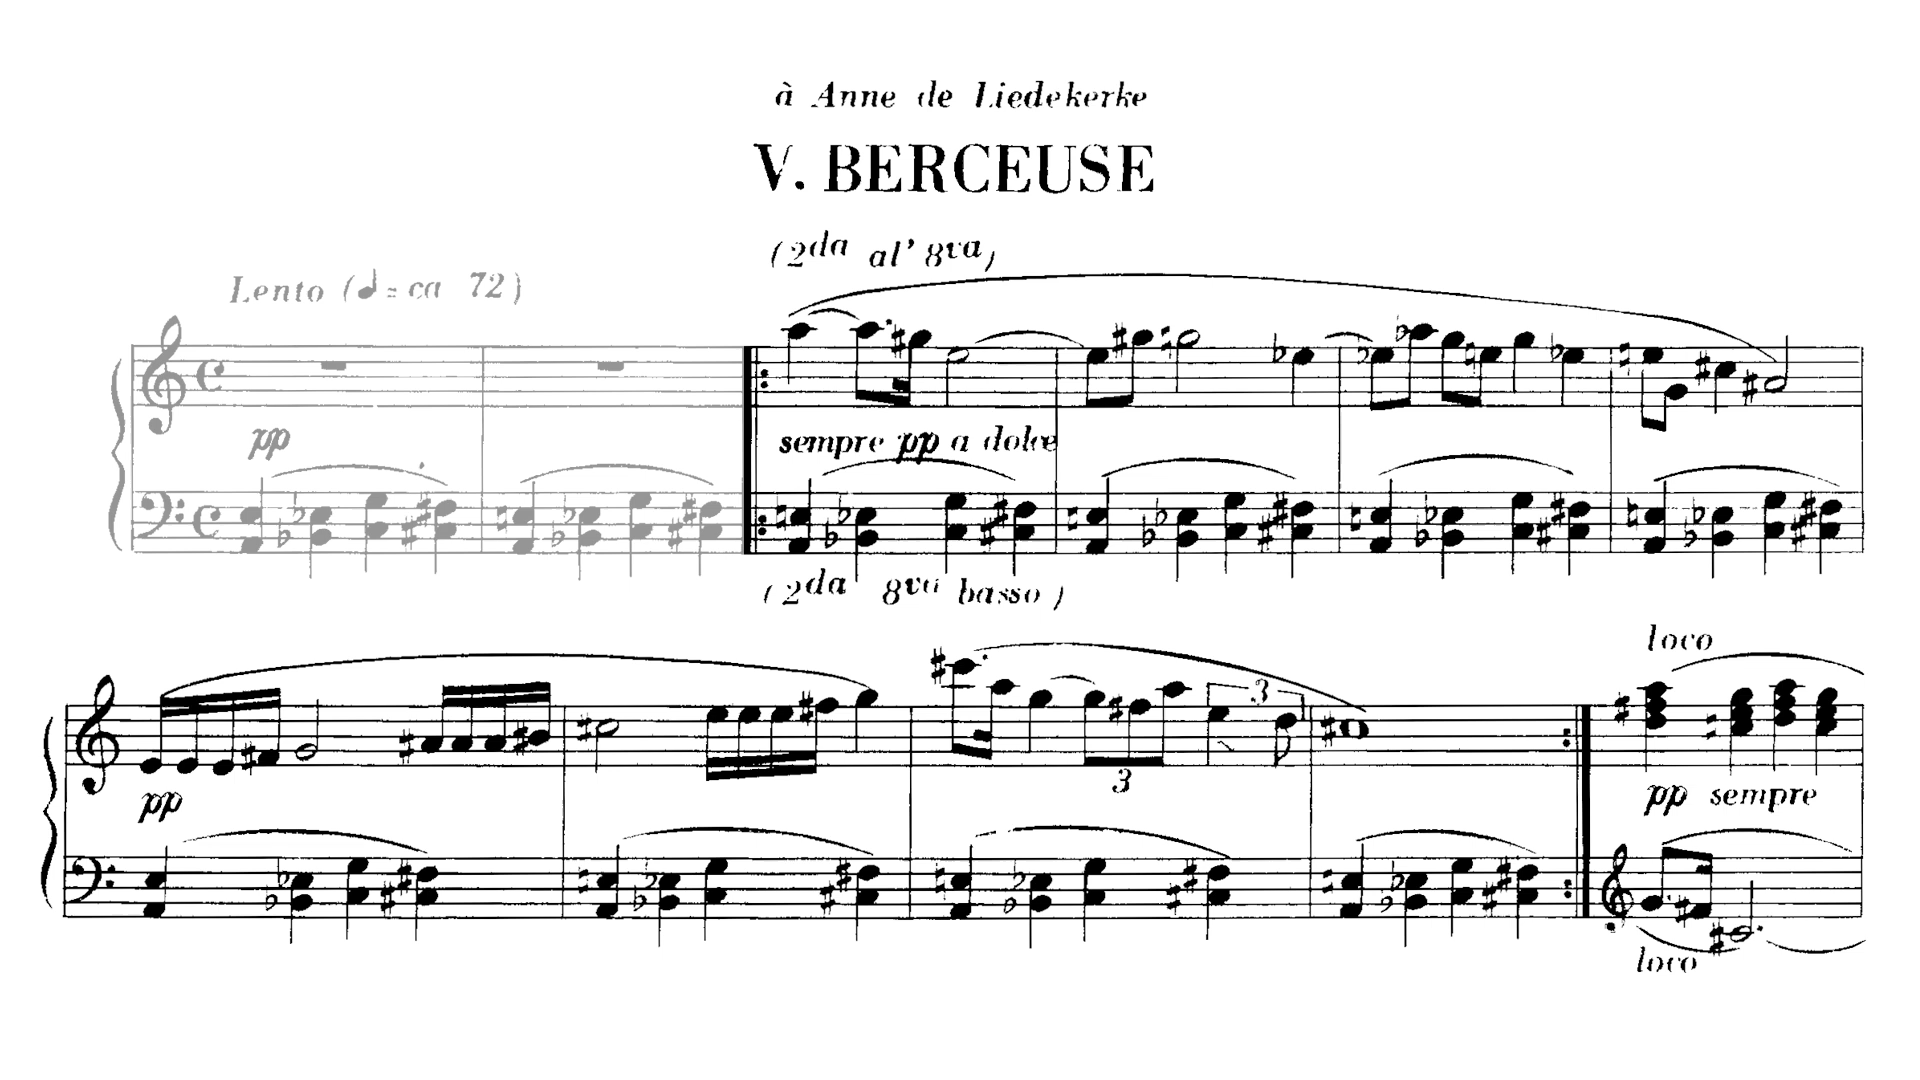 à Anne de Liedekerke
V. BERCEUSE
(2da al' 8va)
Lento (♩ = ca 72)
pp
sempre pp a dolce
(2da 8va basso)
loco
3
pp
3
pp sempre
loco